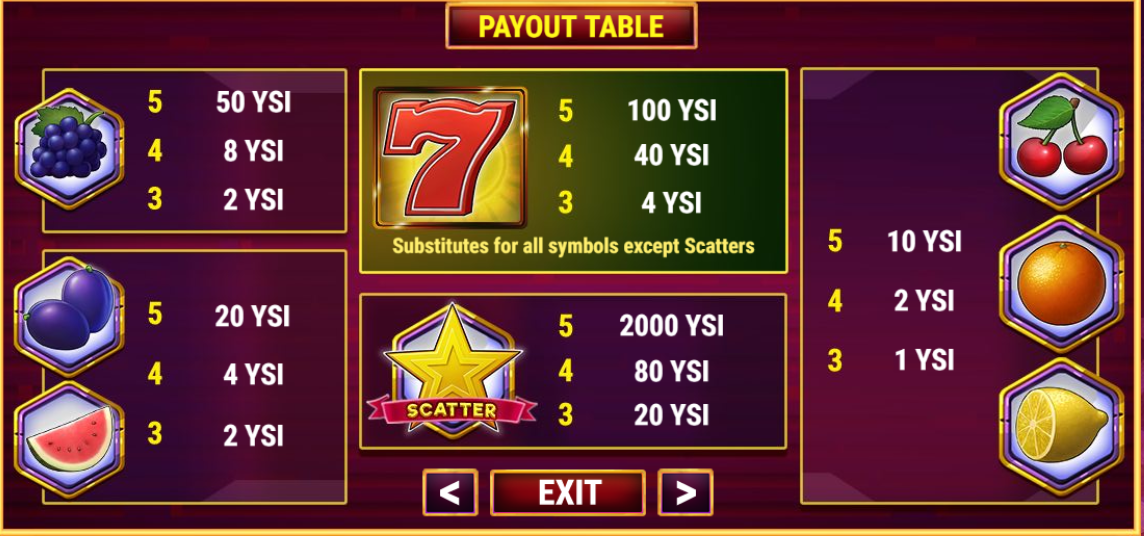 PAYOUT TABLE
5 50 YSI
4 8 YSI
3 2 YSI
5 20 YSI
4 4 YSI
3 2 YSI
7
5 100 YSI
4 40 YSI
3 4 YSI
Substitutes for all symbols except Scatters
SCATTER
5 2000 YSI
4 80 YSI
3 20 YSI
5 10 YSI
4 2 YSI
3 1 YSI
< EXIT >